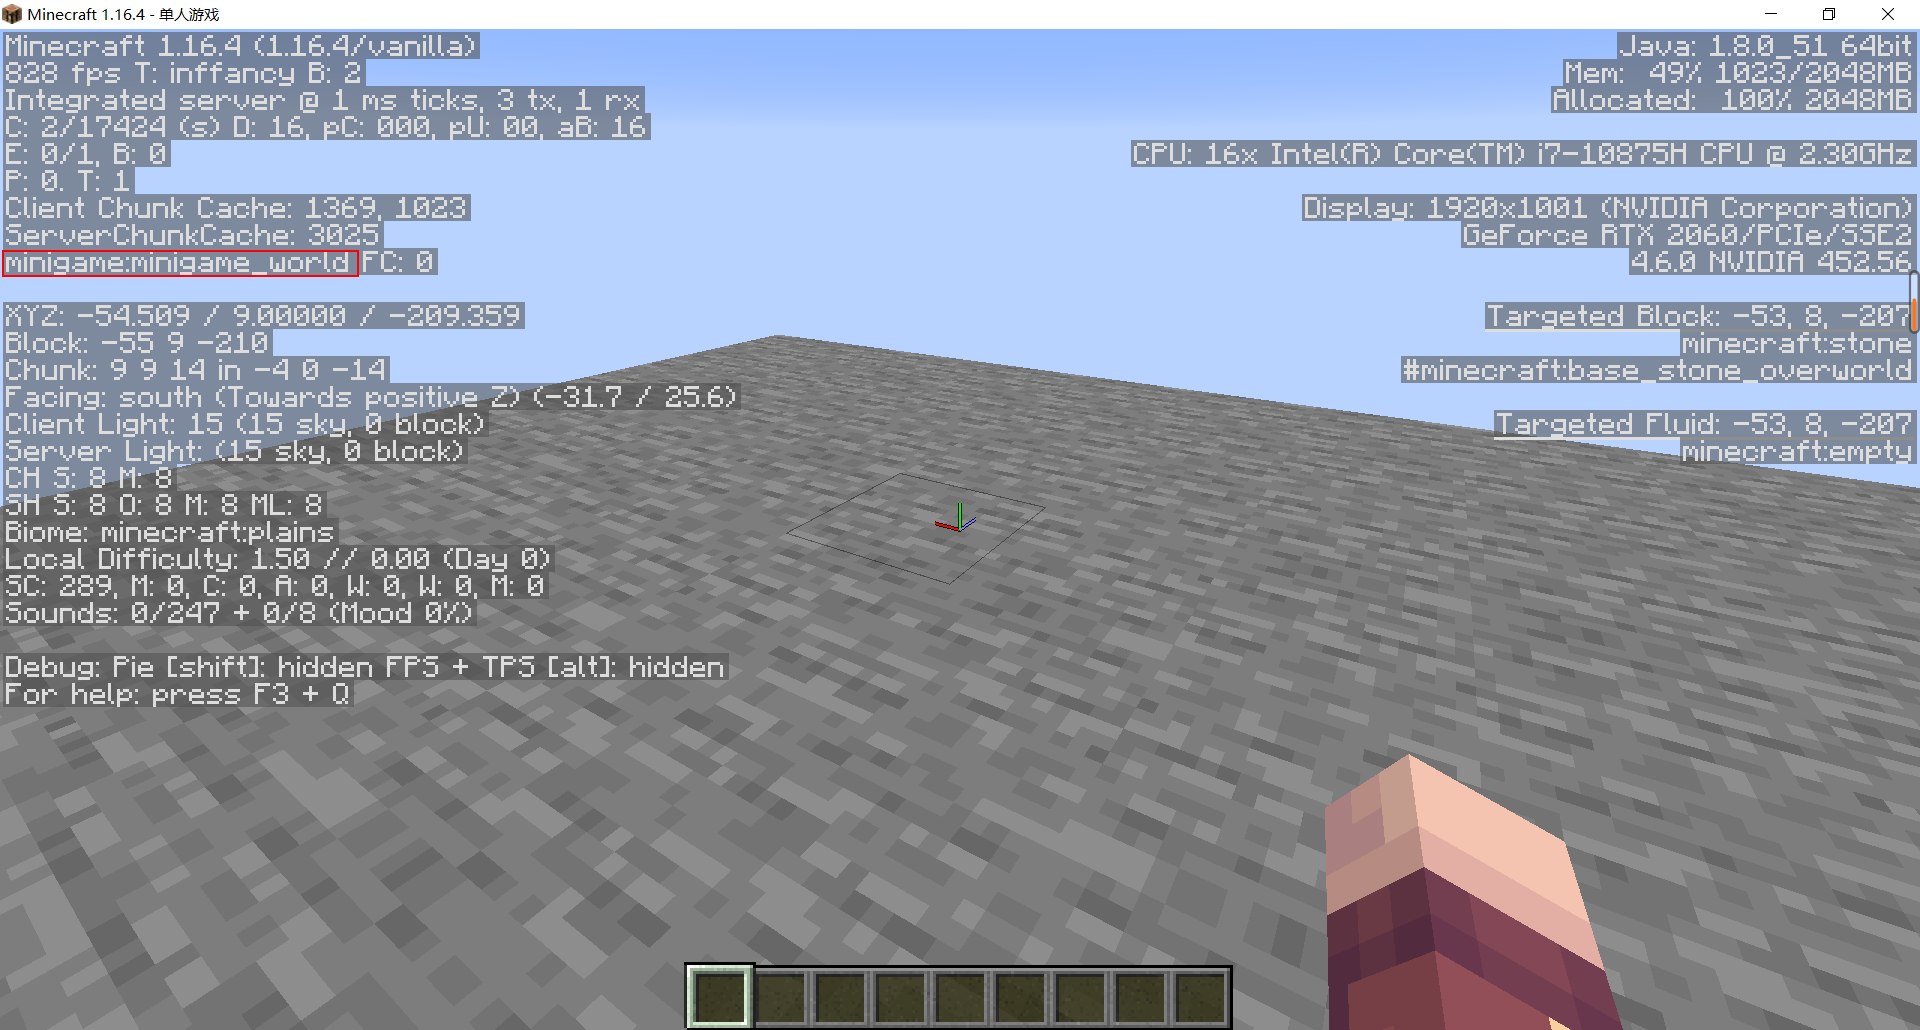 Minecraft 1.16.4 - 单人游戏
Minecraft 1.16.4 (1.16.4/vanilla)
828 fps T: inffancy B: 2
Integrated server @ 1 ms ticks, 3 tx, 1 rx
C: 2/17424 (s) D: 16, pC: 000, pU: 00, aB: 16
E: 0/1, B: 0
P: 0. T: 1
Client Chunk Cache: 1369, 1023
ServerChunkCache: 3025
minigame:minigame_world FC: 0
XYZ: -54.509 / 9.00000 / -209.359
Block: -55 9 -210
Chunk: 9 9 14 in -4 0 -14
Facing: south (Towards positive Z) (-31.7 / 25.6)
Client Light: 15 (15 sky, 0 block)
Server Light: (15 sky, 0 block)
CH S: 8 M: 8
SH S: 8 O: 8 M: 8 ML: 8
Biome: minecraft:plains
Local Difficulty: 1.50 // 0.00 (Day 0)
SC: 289, M: 0, C: 0, A: 0, W: 0, W: 0, M: 0
Sounds: 0/247 + 0/8 (Mood 0%)
Debug: Pie [shift]: hidden FPS + TPS [alt]: hidden
For help: press F3 + Q
Java: 1.8.0_51 64bit
Mem: 49% 1023/2048MB
Allocated: 100% 2048MB
CPU: 16x Intel(R) Core(TM) i7-10875H CPU @ 2.30GHz
Display: 1920x1001 (NVIDIA Corporation)
GeForce RTX 2060/PCIe/SSE2
4.6.0 NVIDIA 452.56
Targeted Block: -53, 8, -207
minecraft:stone
#minecraft:base_stone_overworld
Targeted Fluid: -53, 8, -207
minecraft:empty